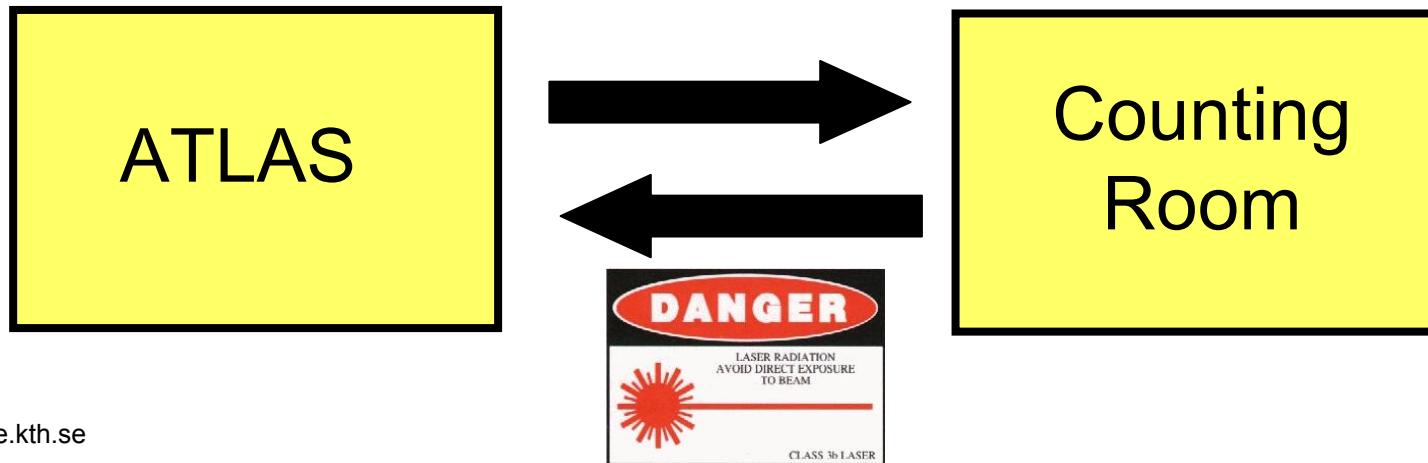 ATLAS
Counting
Room
DANGER
LASER RADIATION
AVOID DIRECT EXPOSURE
TO BEAM
CLASS 3b LASER
e.kth.se